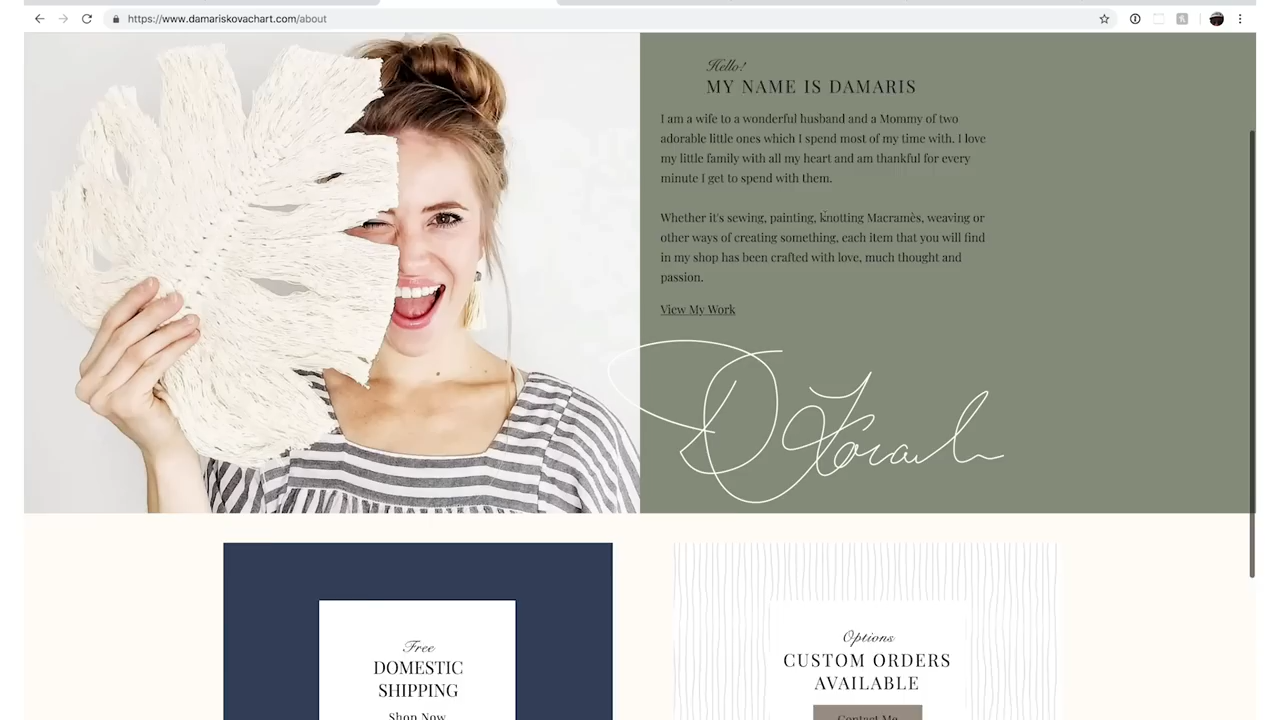 https://www.damariskovachart.com/about
Hello!
MY NAME IS DAMARIS
I am a wife to a wonderful husband and a Mommy of two
adorable little ones which I spend most of my time with. I love
my little family with all my heart and am thankful for every
minute I get to spend with them.
Whether it's sewing, painting, knotting Macramès, weaving or
other ways of creating something, each item that you will find
in my shop has been crafted with love, much thought and
passion.
View My Work
Free
DOMESTIC
SHIPPING
Shop Now
Options
CUSTOM ORDERS
AVAILABLE
Contact Me